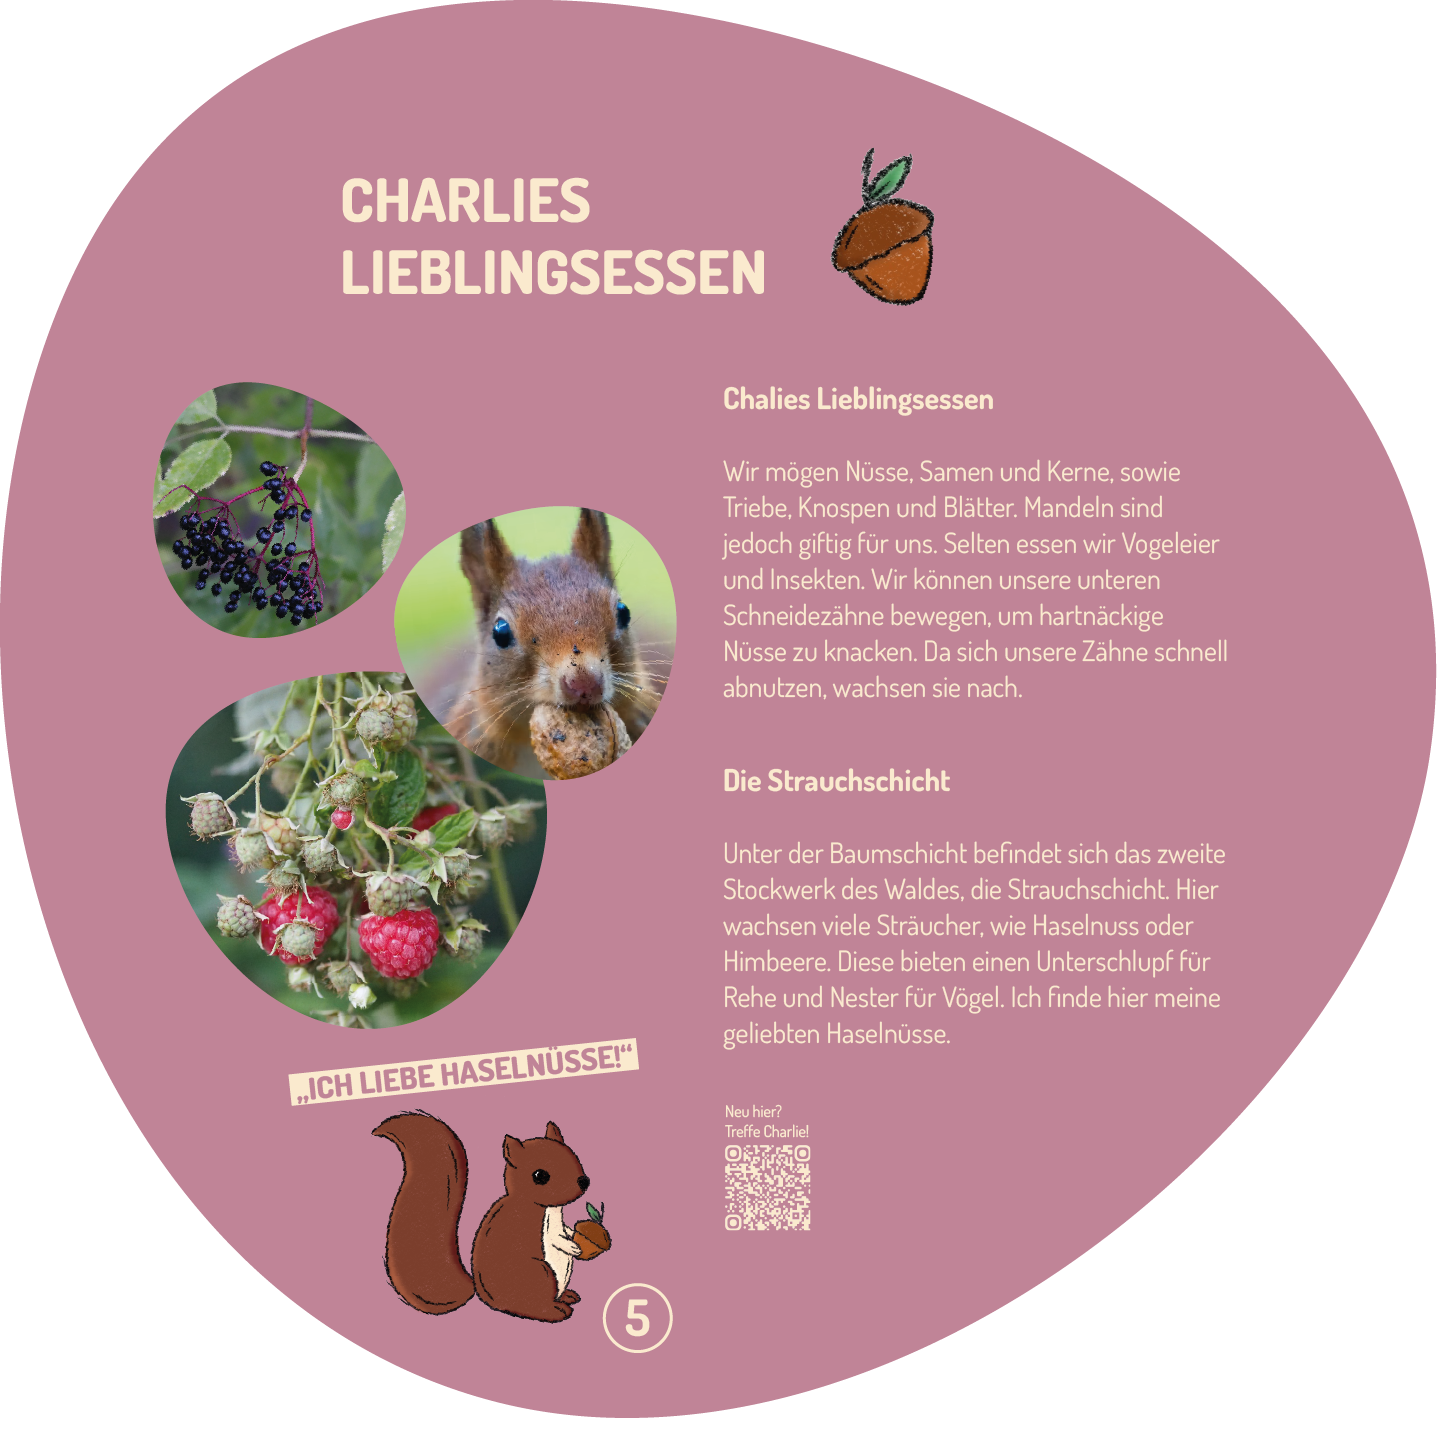 CHARLIES
LIEBLINGSESSEN
Chalies Lieblingsessen
Wir mögen Nüsse, Samen und Kerne, sowie
Triebe, Knospen und Blätter. Mandeln sind
jedoch giftig für uns. Selten essen wir Vogeleier
und Insekten. Wir können unsere unteren
Schneidezähne bewegen, um hartnäckige
Nüsse zu knacken. Da sich unsere Zähne schnell
abnutzen, wachsen sie nach.
Die Strauchschicht
Unter der Baumschicht befindet sich das zweite
Stockwerk des Waldes, die Strauchschicht. Hier
wachsen viele Sträucher, wie Haselnuss oder
Himbeere. Diese bieten einen Unterschlupf für
Rehe und Nester für Vögel. Ich finde hier meine
geliebten Haselnüsse.
„ICH LIEBE HASELNÜSSE!“
Neu hier?
Treffe Charlie!
5